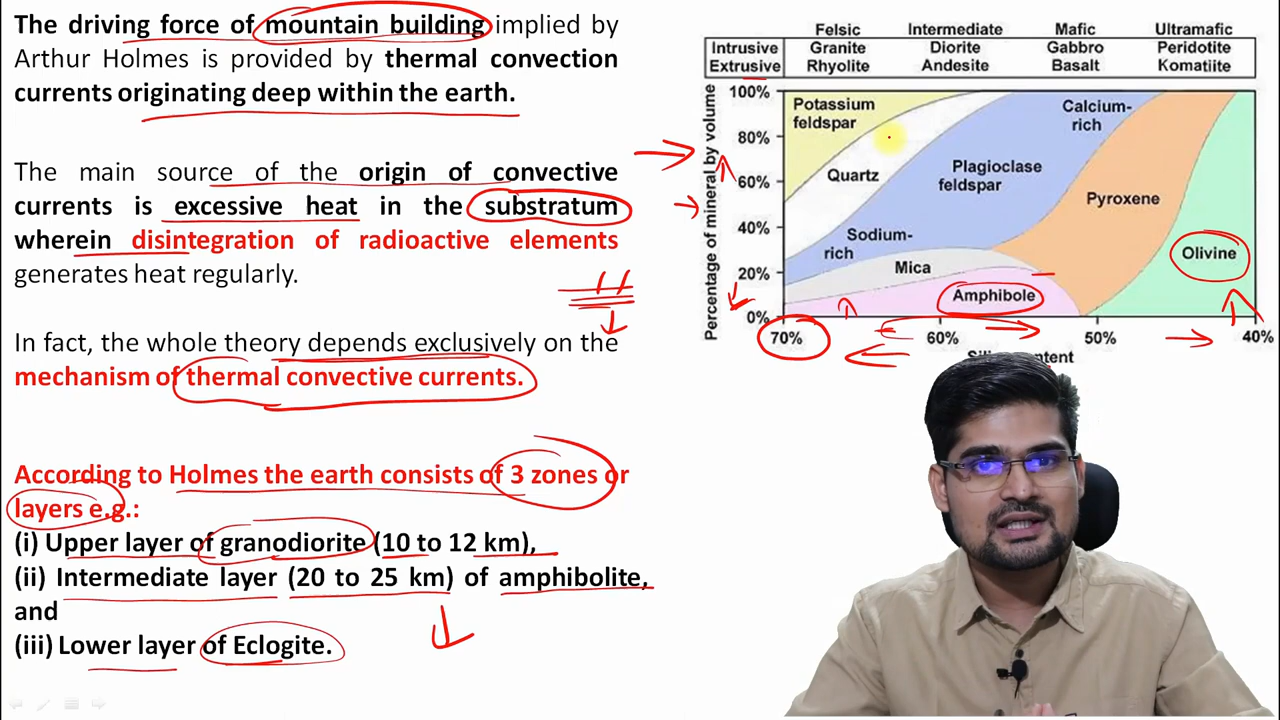 The driving force of mountain building implied by
Arthur Holmes is provided by thermal convection
currents originating deep within the earth.
The main source of the origin of convective
currents is excessive heat in the substratum
wherein disintegration of radioactive elements
generates heat regularly.
In fact, the whole theory depends exclusively on the
mechanism of thermal convective currents.
According to Holmes the earth consists of 3 zones or
layers e.g.:
(i) Upper layer of granodiorite (10 to 12 km),
(ii) Intermediate layer (20 to 25 km) of amphibolite,
and
(iii) Lower layer of Eclogite.
Felsic Intermediate Mafic Ultramafic
Intrusive Granite Diorite Gabbro Peridotite
Extrusive Rhyolite Andesite Basalt Komatiite
Percentage of mineral by volume
100%
80%
60%
40%
20%
0%
Potassium
feldspar
Quartz
Calcium-
rich
Plagioclase
feldspar
Pyroxene
Sodium-
rich
Mica
Olivine
Amphibole
70% 60% 50% 40%